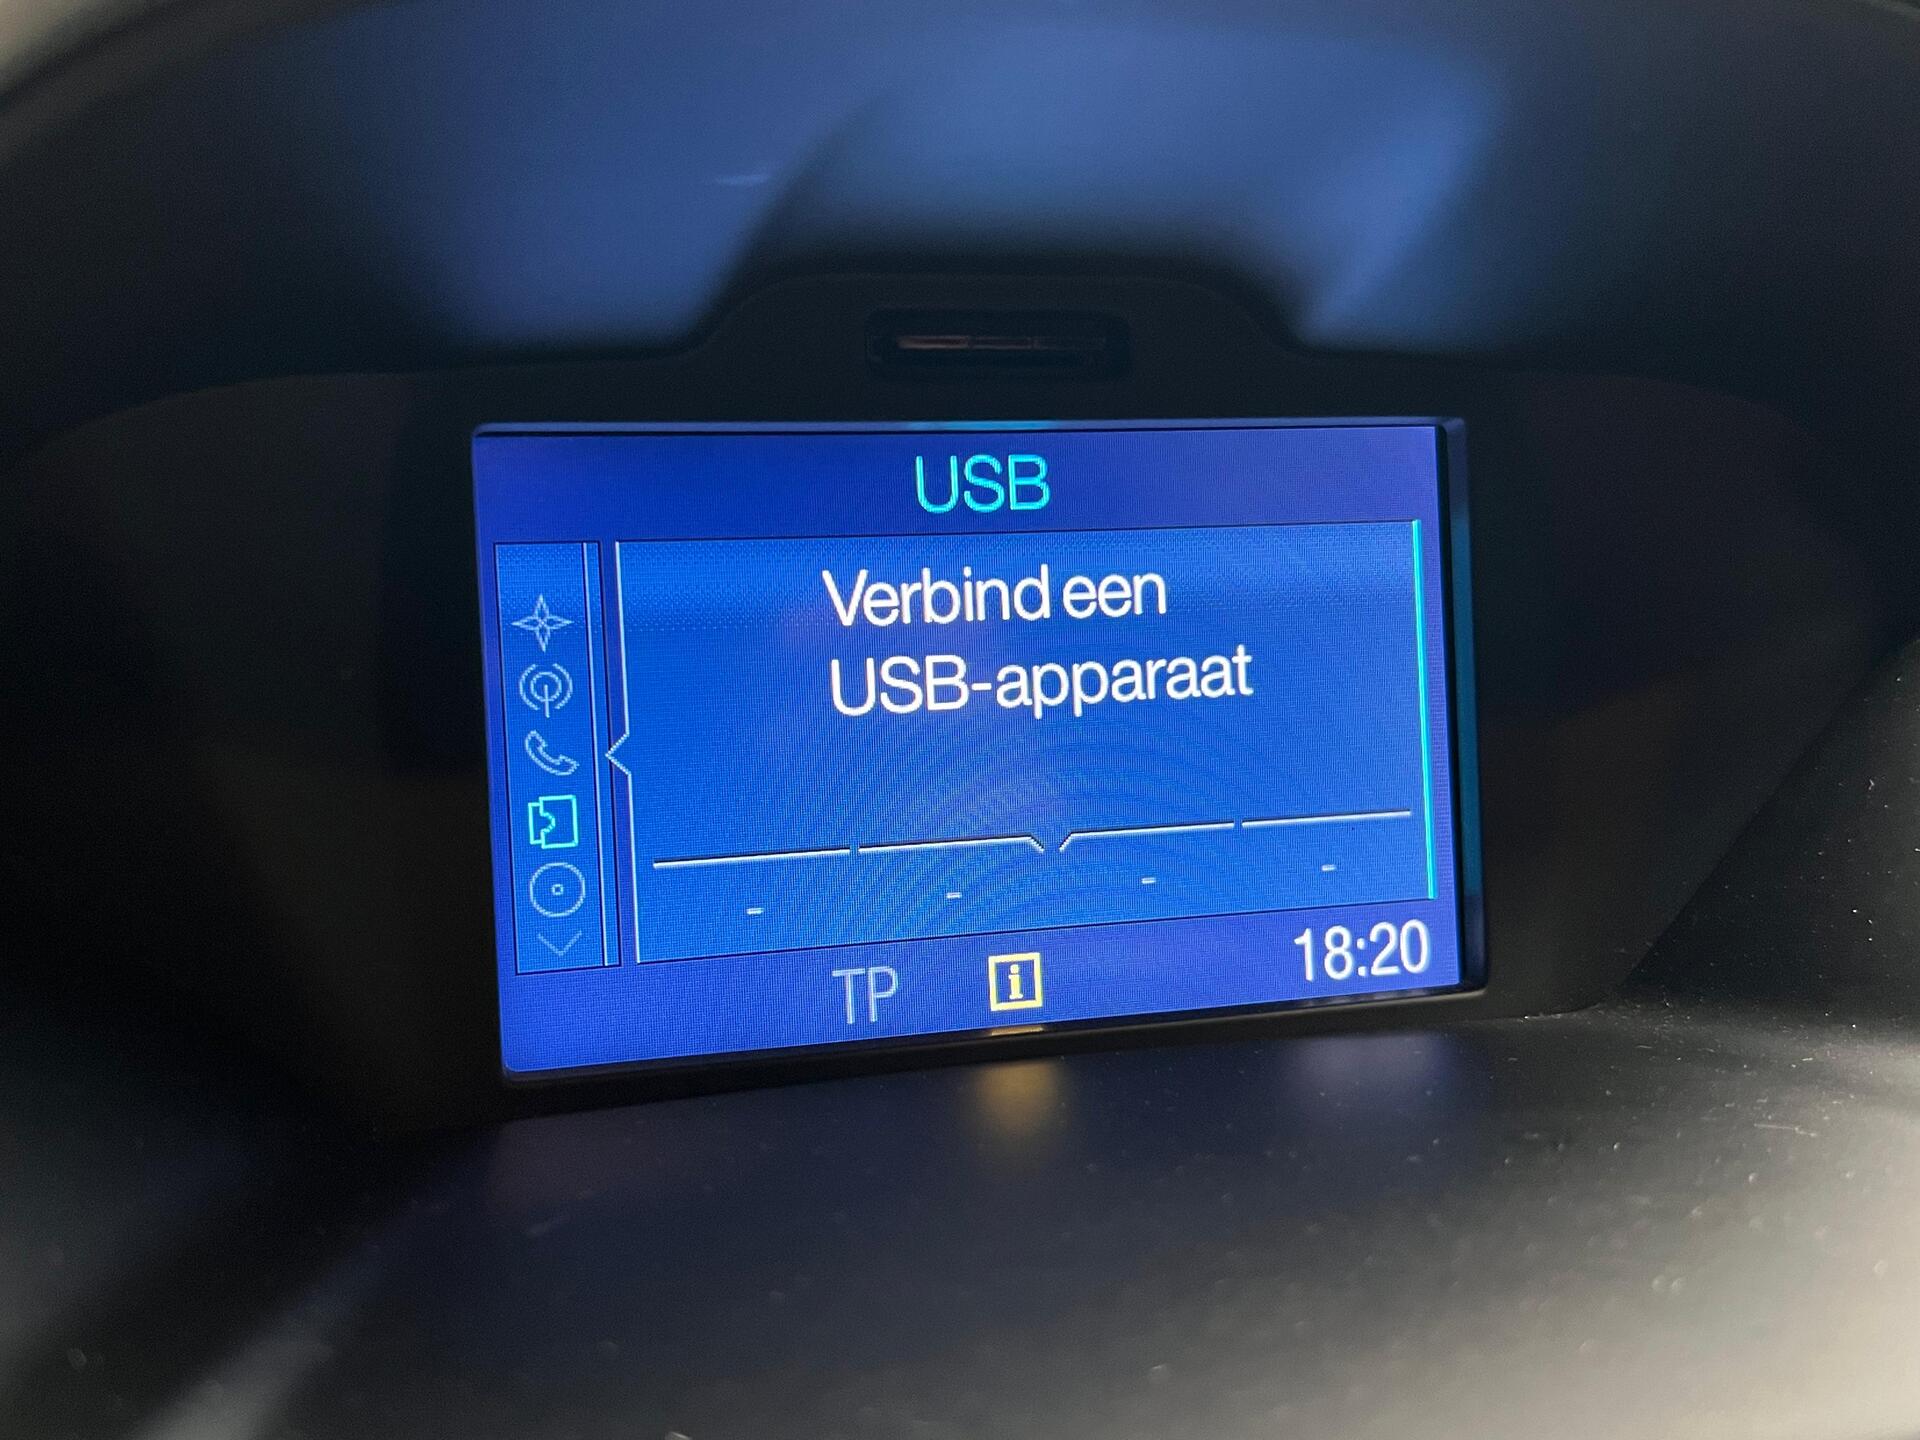 USB
Verbind een
USB-apparaat
- - - -
TP i 18:20